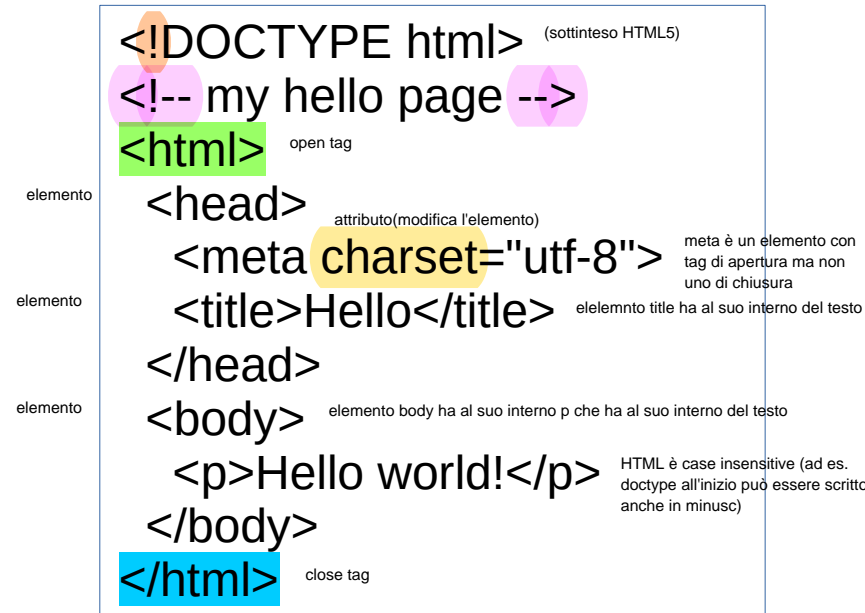 <!DOCTYPE html> (sottinteso HTML5)
<!-- my hello page -->
<html> open tag
elemento <head>
attributo(modifica l'elemento)
<meta charset="utf-8"> meta è un elemento con
tag di apertura ma non
uno di chiusura
elemento <title>Hello</title> elelemnto title ha al suo interno del testo
</head>
elemento <body> elemento body ha al suo interno p che ha al suo interno del testo
<p>Hello world!</p> HTML è case insensitive (ad es.
doctype all'inizio può essere scritto
anche in minusc)
</body>
</html> close tag